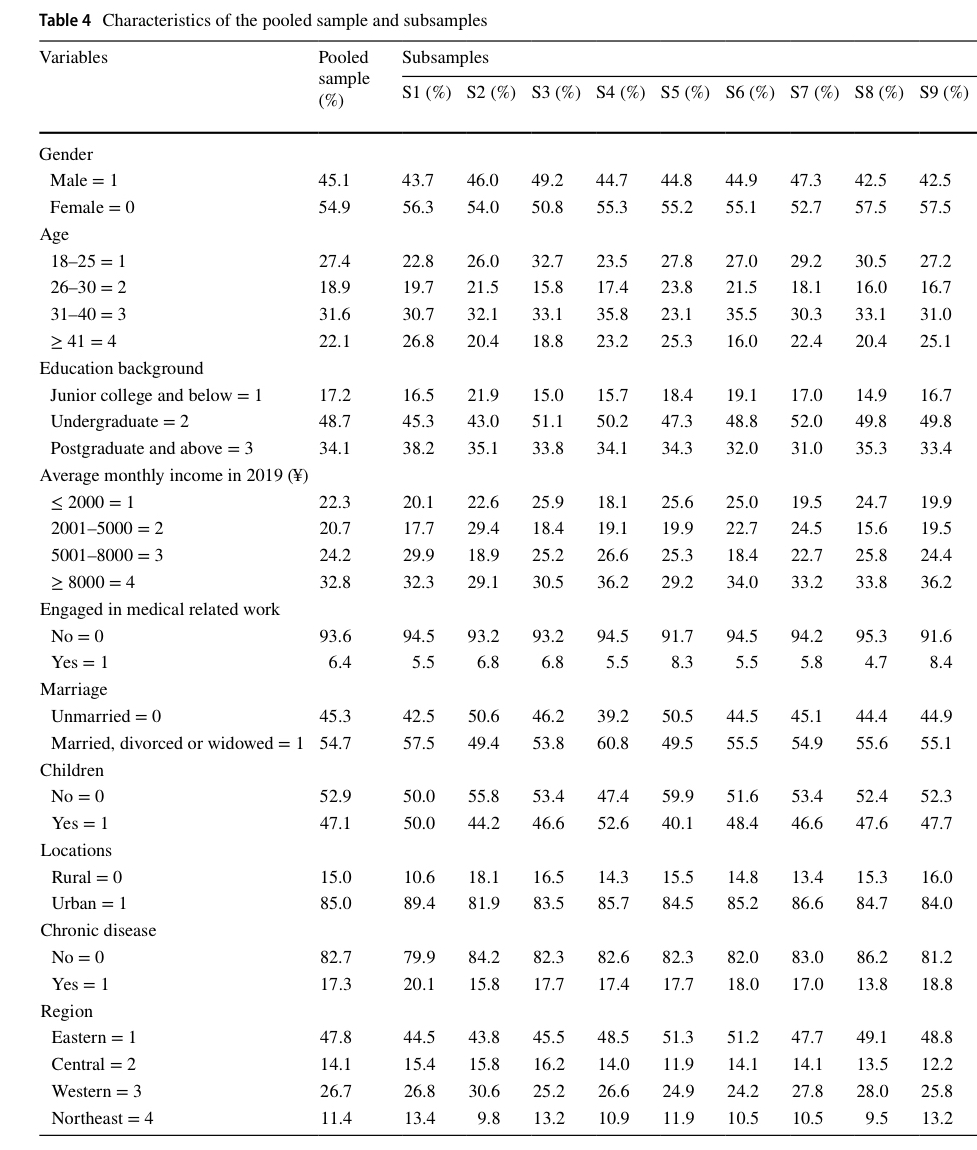 Table 4 Characteristics of the pooled sample and subsamples
Variables Pooled sample (%) Subsamples
S1 (%) S2 (%) S3 (%) S4 (%) S5 (%) S6 (%) S7 (%) S8 (%) S9 (%)
Gender
Male = 1 45.1 43.7 46.0 49.2 44.7 44.8 44.9 47.3 42.5 42.5
Female = 0 54.9 56.3 54.0 50.8 55.3 55.2 55.1 52.7 57.5 57.5
Age
18–25 = 1 27.4 22.8 26.0 32.7 23.5 27.8 27.0 29.2 30.5 27.2
26–30 = 2 18.9 19.7 21.5 15.8 17.4 23.8 21.5 18.1 16.0 16.7
31–40 = 3 31.6 30.7 32.1 33.1 35.8 23.1 35.5 30.3 33.1 31.0
≥ 41 = 4 22.1 26.8 20.4 18.8 23.2 25.3 16.0 22.4 20.4 25.1
Education background
Junior college and below = 1 17.2 16.5 21.9 15.0 15.7 18.4 19.1 17.0 14.9 16.7
Undergraduate = 2 48.7 45.3 43.0 51.1 50.2 47.3 48.8 52.0 49.8 49.8
Postgraduate and above = 3 34.1 38.2 35.1 33.8 34.1 34.3 32.0 31.0 35.3 33.4
Average monthly income in 2019 (¥)
≤ 2000 = 1 22.3 20.1 22.6 25.9 18.1 25.6 25.0 19.5 24.7 19.9
2001–5000 = 2 20.7 17.7 29.4 18.4 19.1 19.9 22.7 24.5 15.6 19.5
5001–8000 = 3 24.2 29.9 18.9 25.2 26.6 25.3 18.4 22.7 25.8 24.4
≥ 8000 = 4 32.8 32.3 29.1 30.5 36.2 29.2 34.0 33.2 33.8 36.2
Engaged in medical related work
No = 0 93.6 94.5 93.2 93.2 94.5 91.7 94.5 94.2 95.3 91.6
Yes = 1 6.4 5.5 6.8 6.8 5.5 8.3 5.5 5.8 4.7 8.4
Marriage
Unmarried = 0 45.3 42.5 50.6 46.2 39.2 50.5 44.5 45.1 44.4 44.9
Married, divorced or widowed = 1 54.7 57.5 49.4 53.8 60.8 49.5 55.5 54.9 55.6 55.1
Children
No = 0 52.9 50.0 55.8 53.4 47.4 59.9 51.6 53.4 52.4 52.3
Yes = 1 47.1 50.0 44.2 46.6 52.6 40.1 48.4 46.6 47.6 47.7
Locations
Rural = 0 15.0 10.6 18.1 16.5 14.3 15.5 14.8 13.4 15.3 16.0
Urban = 1 85.0 89.4 81.9 83.5 85.7 84.5 85.2 86.6 84.7 84.0
Chronic disease
No = 0 82.7 79.9 84.2 82.3 82.6 82.3 82.0 83.0 86.2 81.2
Yes = 1 17.3 20.1 15.8 17.7 17.4 17.7 18.0 17.0 13.8 18.8
Region
Eastern = 1 47.8 44.5 43.8 45.5 48.5 51.3 51.2 47.7 49.1 48.8
Central = 2 14.1 15.4 15.8 16.2 14.0 11.9 14.1 14.1 13.5 12.2
Western = 3 26.7 26.8 30.6 25.2 26.6 24.9 24.2 27.8 28.0 25.8
Northeast = 4 11.4 13.4 9.8 13.2 10.9 11.9 10.5 10.5 9.5 13.2